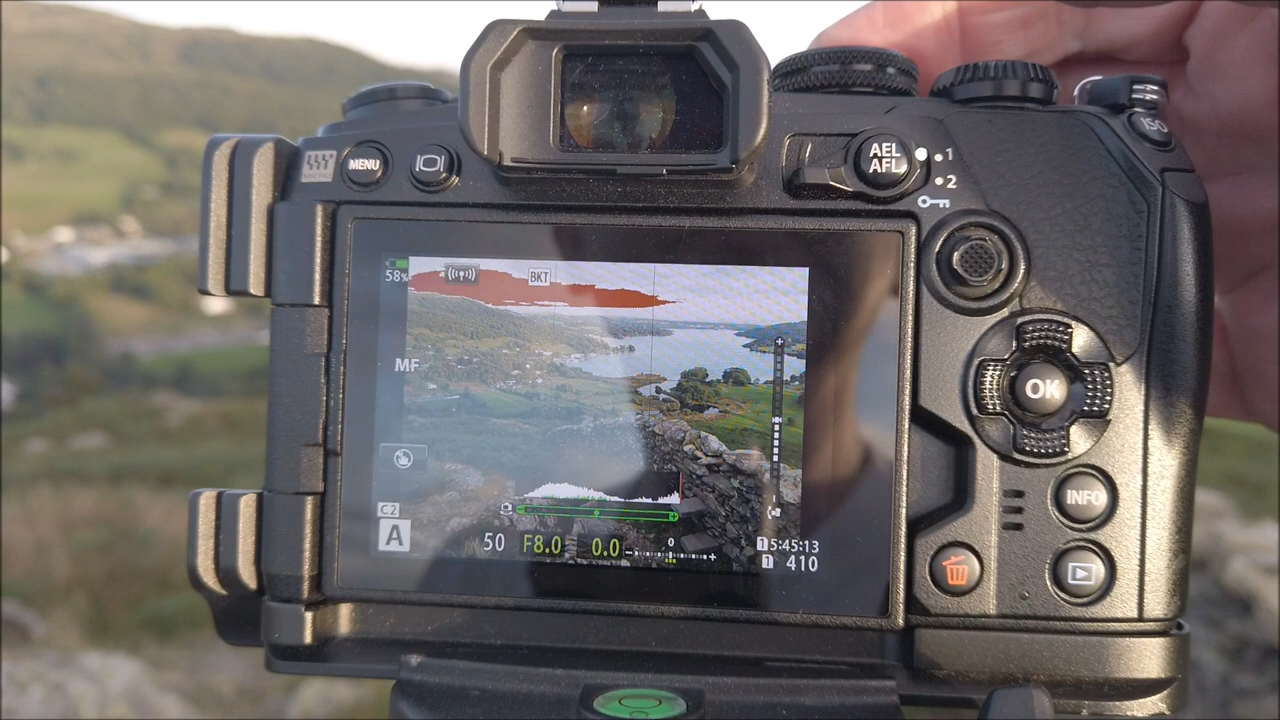 MENU
AEL
AFL
1
2
ISO
58%
BKT
MF
OK
INFO
C2
A
50 F8.0 0.0
0
- +
1 5:45:13
1 410